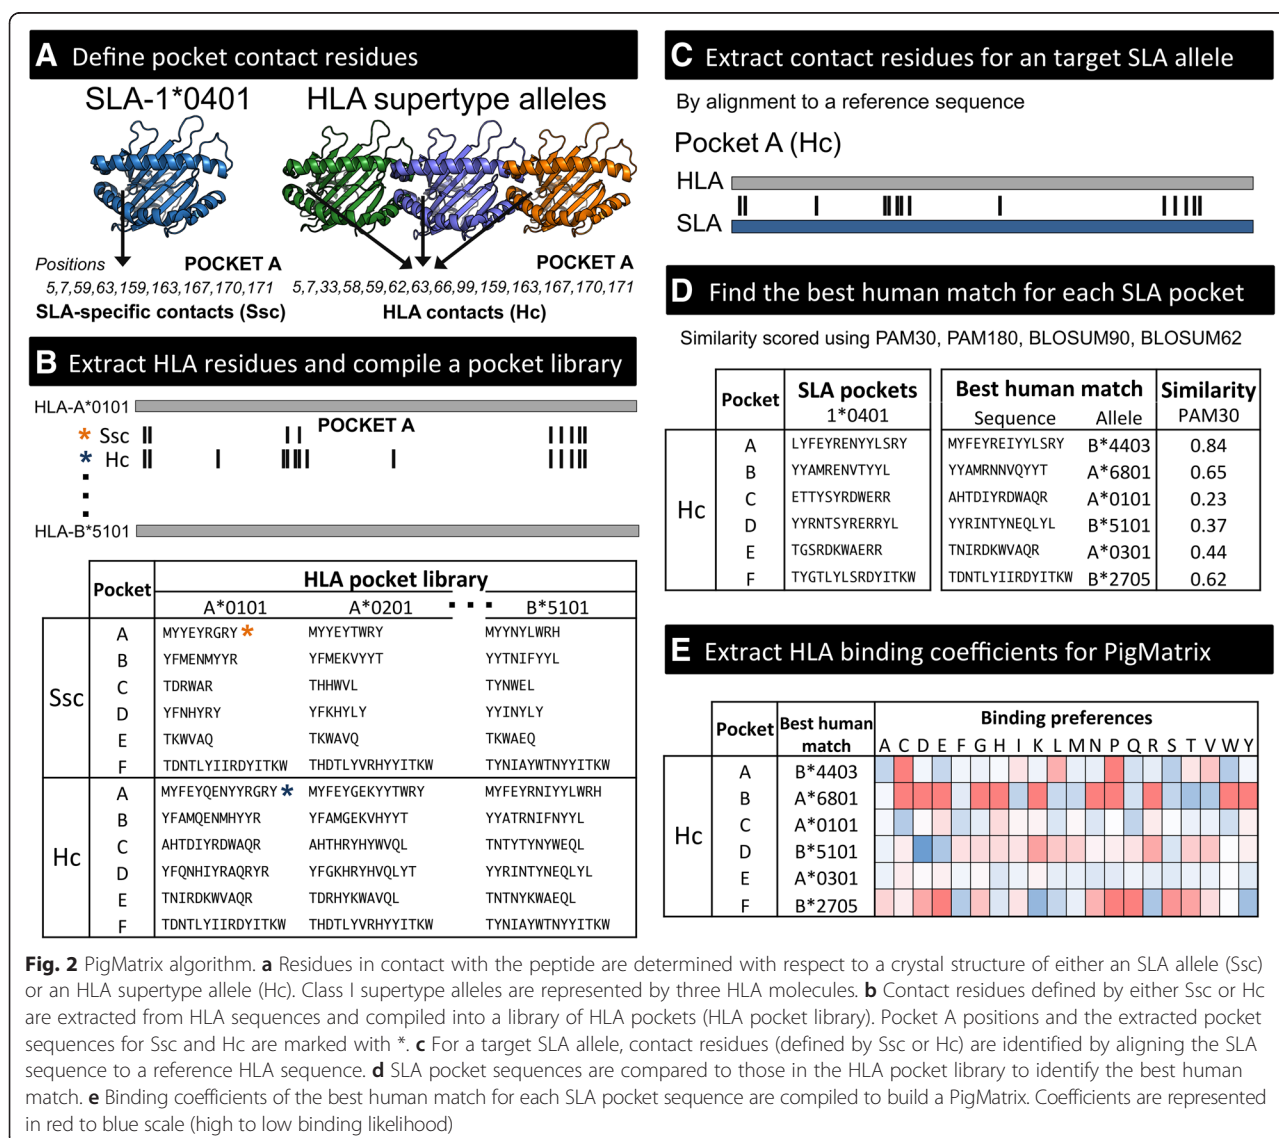 A Define pocket contact residues
SLA-1*0401 HLA supertype alleles
Positions POCKET A POCKET A
5,7,59,63,159,163,167,170,171 5,7,33,58,59,62,63,66,99,159,163,167,170,171
SLA-specific contacts (Ssc) HLA contacts (Hc)
B Extract HLA residues and compile a pocket library
HLA-A*0101
POCKET A
* Ssc
* Hc
HLA-B*5101
Pocket HLA pocket library
A*0101 A*0201 B*5101
Ssc
A MYYEYRGRY * MYYEYTWRY MYYNYLWRH
B YFMENMYYR YFMEKVYYT YYTNIFYYL
C TDRWAR THHWVL TYNWEL
D YFNHYRY YFKHYLY YYINYLY
E TKWVAQ TKWAVQ TKWAEQ
F TDNTLYIIRDYITKW THDTLYVRHYYITKW TYNIAYWTNYYITKW
Hc
A MYFEYQENYYRGRY * MYFEYGEKYYTWRY MYFEYRNIYYLWRH
B YFAMQENMHYYR YFAMGEKVHYYT YYATRNIFNYYL
C AHTDIYRDWAQR AHTHRYHYWVQL TNTYTYNYWEQL
D YFQNHIYRAQRYR YFGKHRYHVQLYT YYRINTYNEQLYL
E TNIRDKWVAQR TDRHYKWAVQL TNTNYKWAEQL
F TDNTLYIIRDYITKW THDTLYVRHYYITKW TYNIAYWTNYYITKW
C Extract contact residues for an target SLA allele
By alignment to a reference sequence
Pocket A (Hc)
HLA
SLA
D Find the best human match for each SLA pocket
Similarity scored using PAM30, PAM180, BLOSUM90, BLOSUM62
Pocket SLA pockets Best human match Similarity
1*0401 Sequence Allele PAM30
Hc
A LYFEYRENYYLSRY MYFEYREIYYLSRY B*4403 0.84
B YYAMRENVTYYL YYAMRNNVQYYT A*6801 0.65
C ETTYSYRDWERR AHTDIYRDWAQR A*0101 0.23
D YYRNTSYRERRYL YYRINTYNEQLYL B*5101 0.37
E TGSRDKWAERR TNIRDKWVAQR A*0301 0.44
F TYGTLYLSRDYITKW TDNTLYIIRDYITKW B*2705 0.62
E Extract HLA binding coefficients for PigMatrix
Pocket Best human match Binding preferences
A C D E F G H I K L M N P Q R S T V W Y
Hc
A B*4403
B A*6801
C A*0101
D B*5101
E A*0301
F B*2705
Fig. 2 PigMatrix algorithm. a Residues in contact with the peptide are determined with respect to a crystal structure of either an SLA allele (Ssc)
or an HLA supertype allele (Hc). Class I supertype alleles are represented by three HLA molecules. b Contact residues defined by either Ssc or Hc
are extracted from HLA sequences and compiled into a library of HLA pockets (HLA pocket library). Pocket A positions and the extracted pocket
sequences for Ssc and Hc are marked with *. c For a target SLA allele, contact residues (defined by Ssc or Hc) are identified by aligning the SLA
sequence to a reference HLA sequence. d SLA pocket sequences are compared to those in the HLA pocket library to identify the best human
match. e Binding coefficients of the best human match for each SLA pocket sequence are compiled to build a PigMatrix. Coefficients are represented
in red to blue scale (high to low binding likelihood)